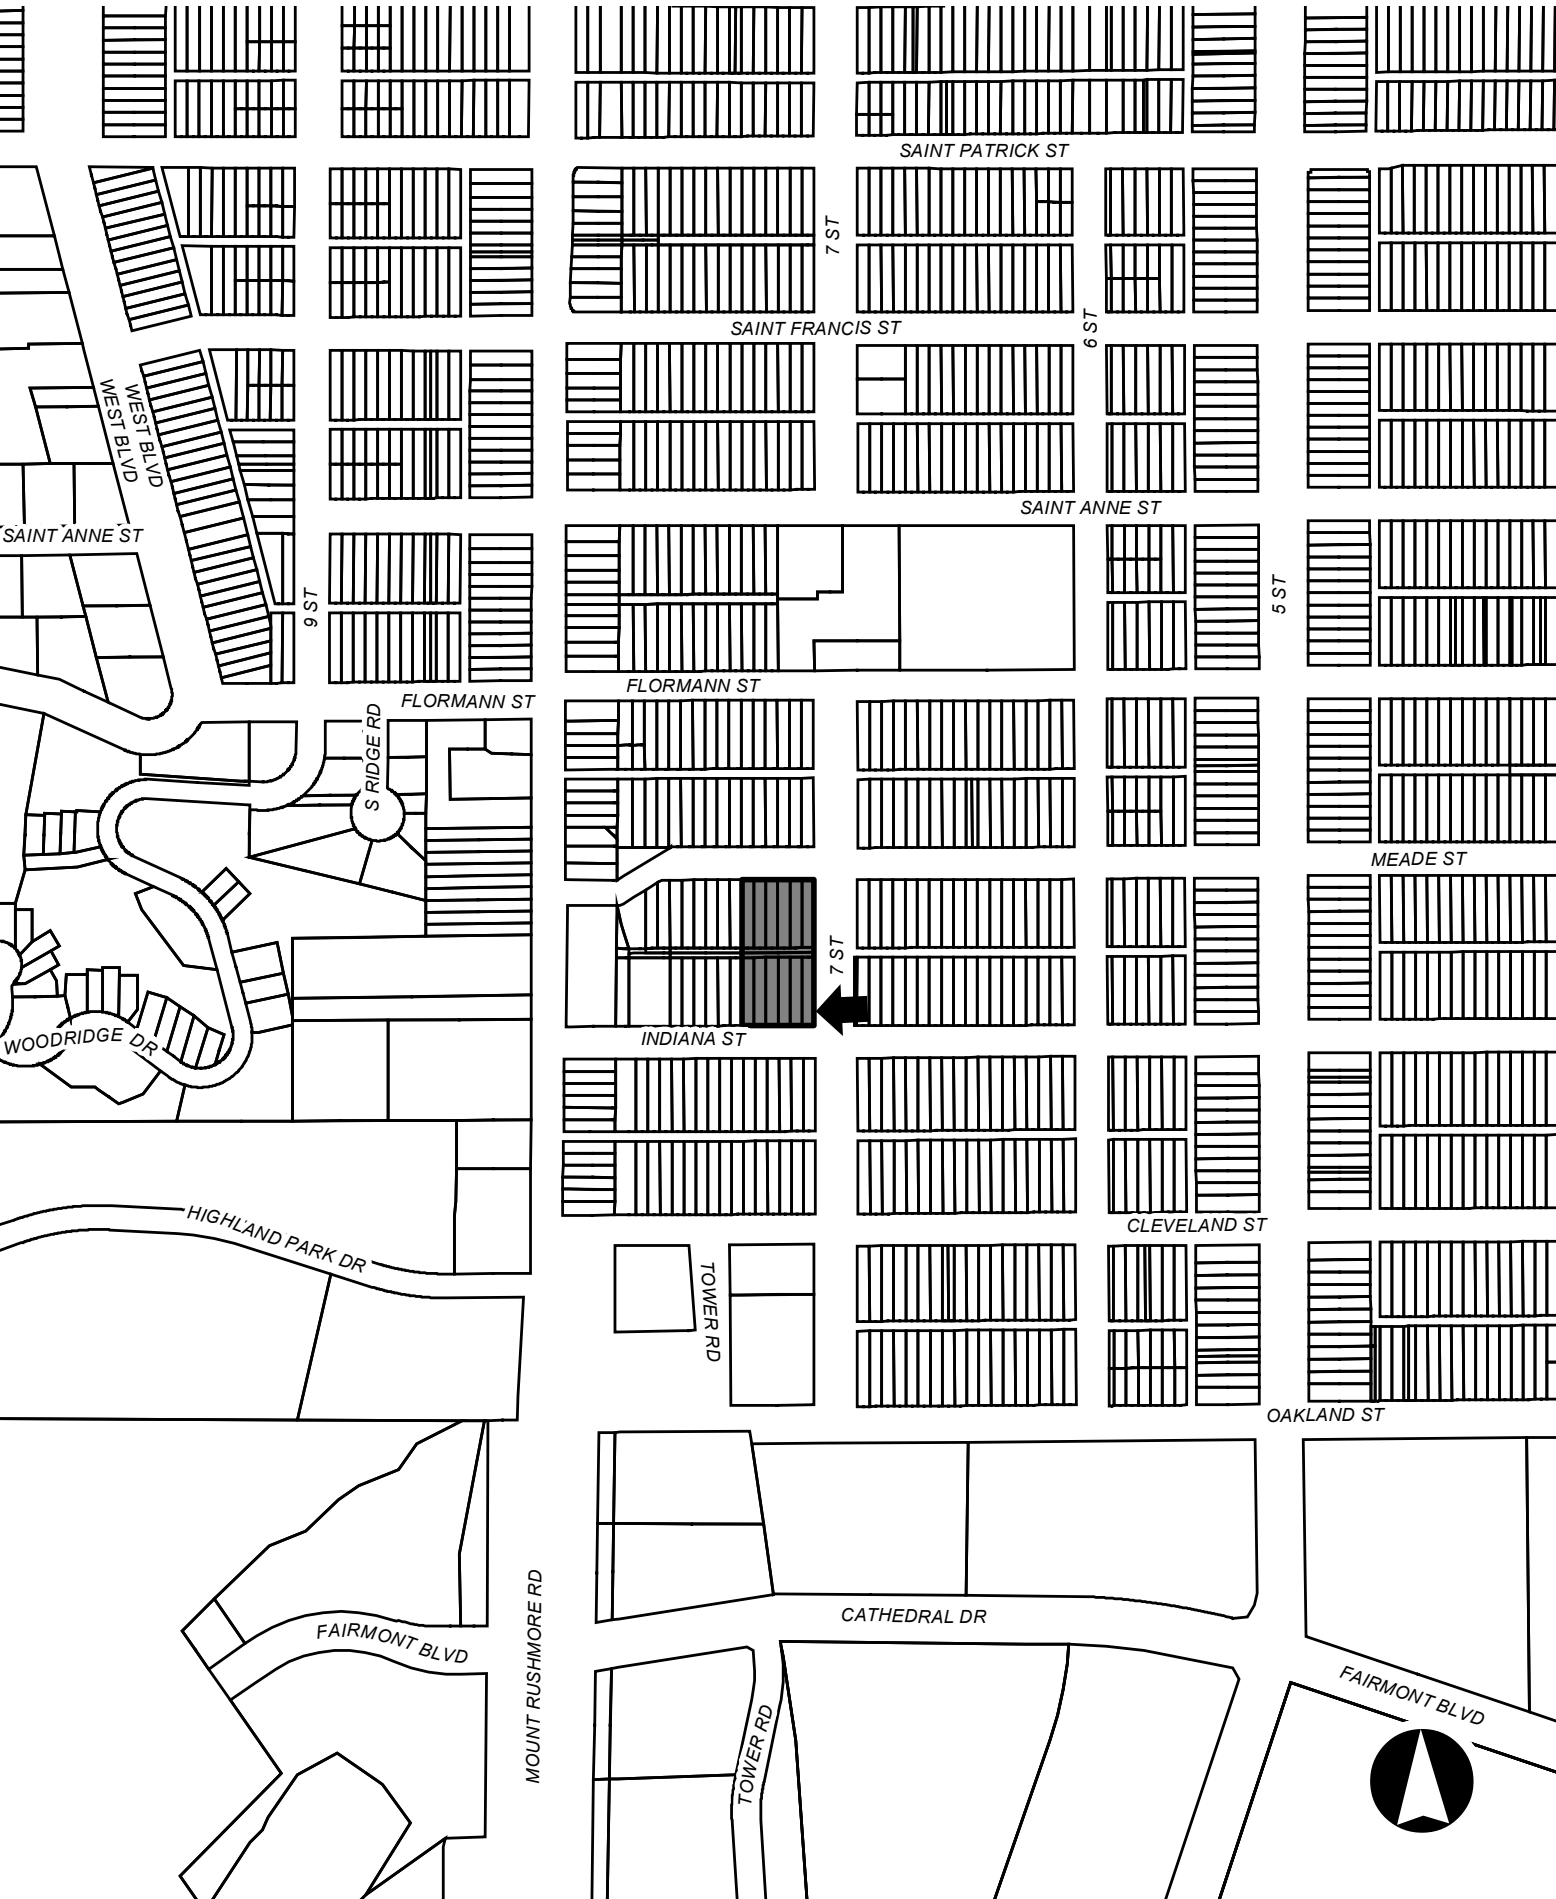 SAINT PATRICK ST
7 ST
SAINT FRANCIS ST
6 ST
WEST BLVD
WEST BLVD
SAINT ANNE ST
SAINT ANNE ST
9 ST
5 ST
FLORMANN ST
FLORMANN ST
S RIDGE RD
MEADE ST
7 ST
WOODRIDGE DR
INDIANA ST
HIGHLAND PARK DR
CLEVELAND ST
TOWER RD
OAKLAND ST
MOUNT RUSHMORE RD
CATHEDRAL DR
FAIRMONT BLVD
FAIRMONT BLVD
TOWER RD